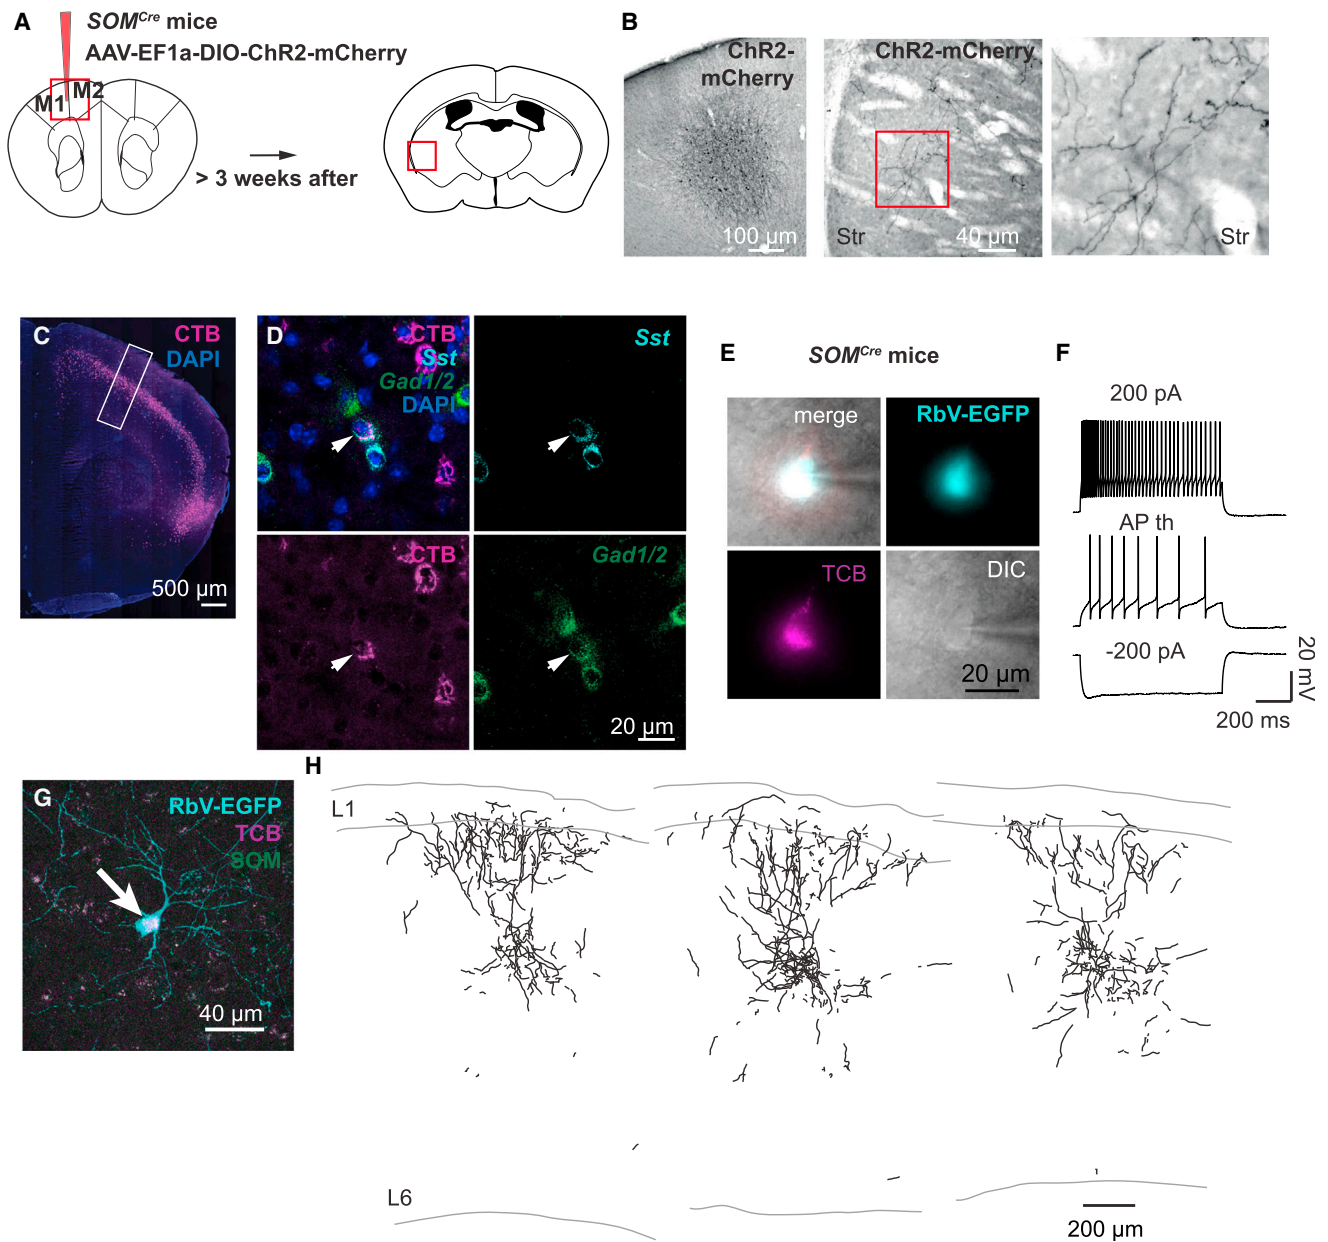 A
SOMCre mice
AAV-EF1a-DIO-ChR2-mCherry
M1
M2
> 3 weeks after
B
ChR2-
mCherry
100 µm
ChR2-mCherry
Str
40 µm
Str
C
CTB
DAPI
500 µm
D
CTB
Sst
Gad1/2
DAPI
Sst
CTB
Gad1/2
20 µm
E
SOMCre mice
merge
RbV-EGFP
TCB
DIC
20 µm
F
200 pA
AP th
-200 pA
20 mV
200 ms
G
RbV-EGFP
TCB
SOM
40 µm
H
L1
L6
200 µm